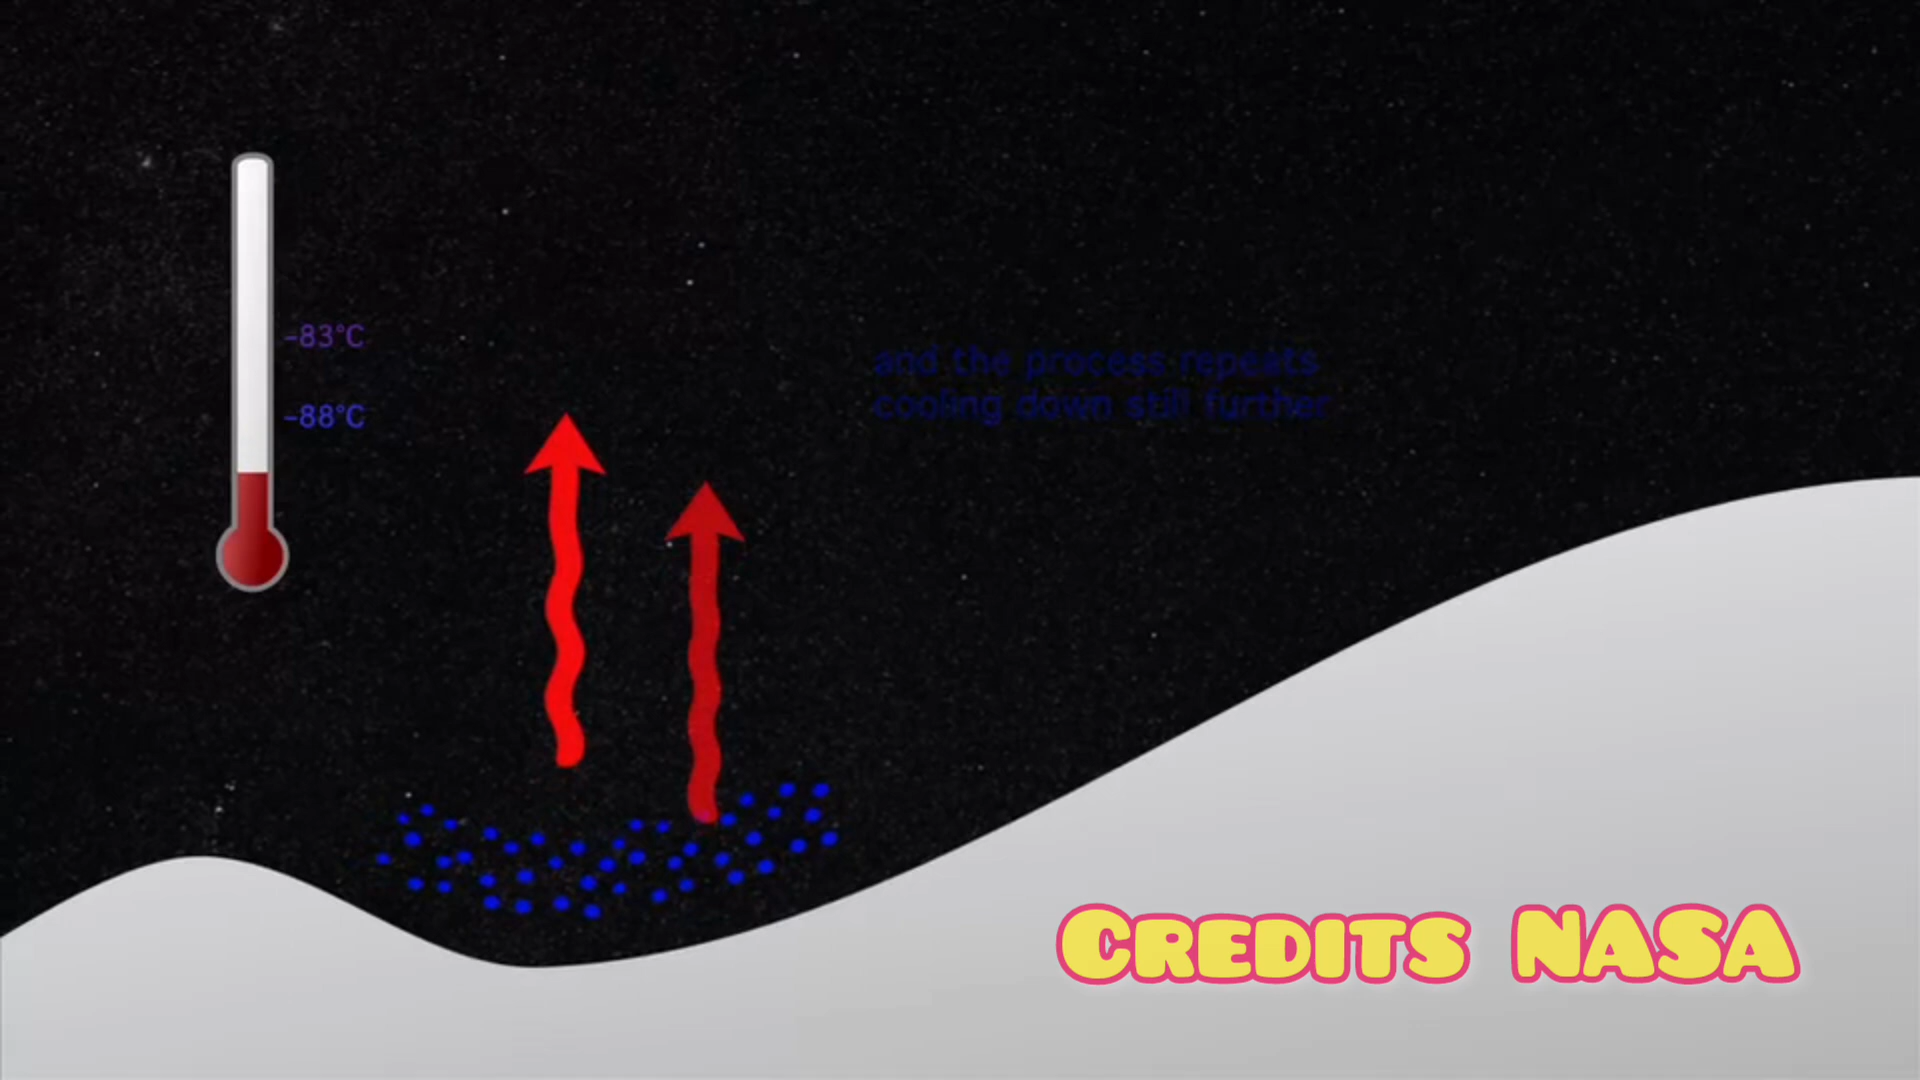 -83°C
-88°C
and the process repeats
cooling down still further
CREDITS NASA